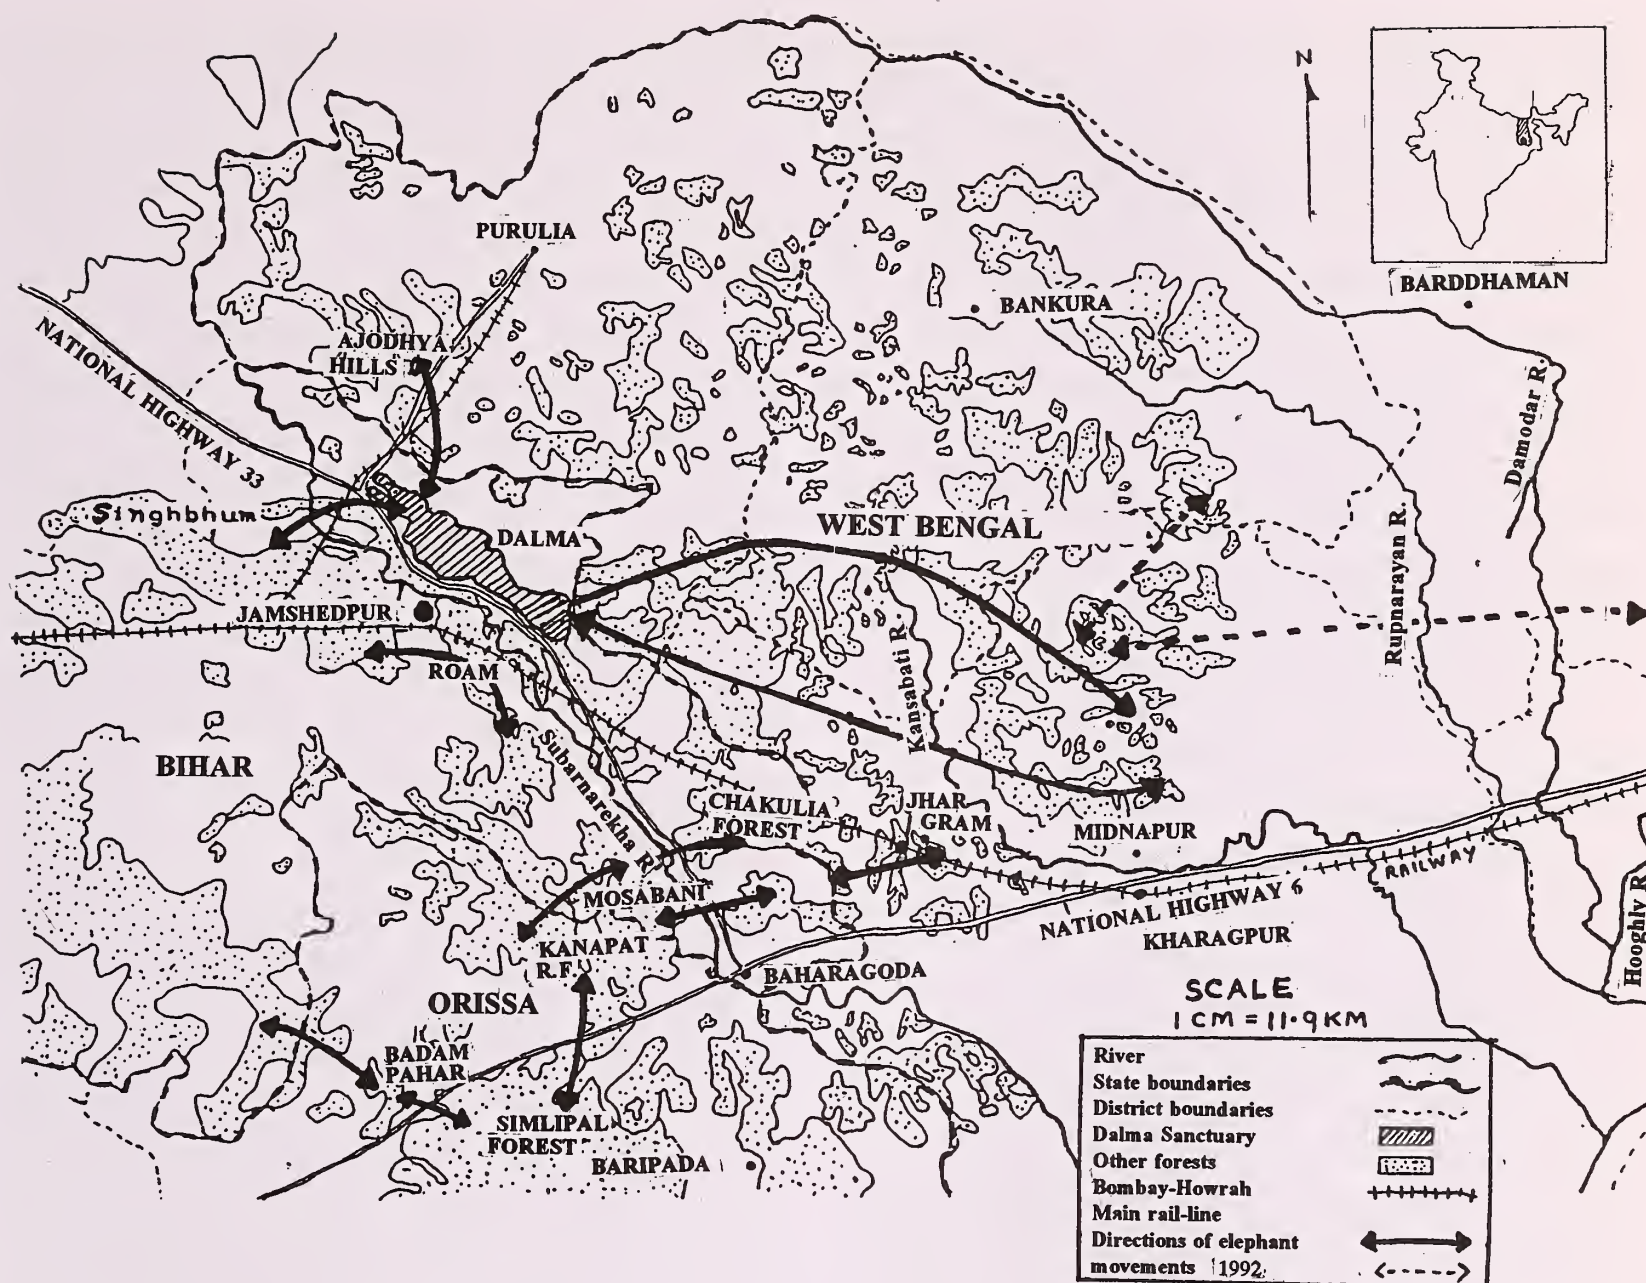 N
BARDDHAMAN
PURULIA
BANKURA
NATIONAL HIGHWAY 33
AJODHYA
HILLS
Damodar R.
Singhbhum
DALMA
WEST BENGAL
Rupnarayan R.
JAMSHEDPUR
ROAM
Kansabati R.
BIHAR
Subarnarekha R.
CHAKULIA
FOREST
JHAR
GRAM
MIDNAPUR
RAILWAY
MOSABANI
NATIONAL HIGHWAY 6
KHARAGPUR
Hooghly R.
KANAPAT
R.F.
BAHARAGODA
ORISSA
SCALE
1 CM = 11.9 KM
BADAM
PAHAR
SIMLIPAL
FOREST
BARIPADA
River
State boundaries
District boundaries
Dalma Sanctuary
Other forests
Bombay-Howrah
Main rail-line
Directions of elephant
movements 1992